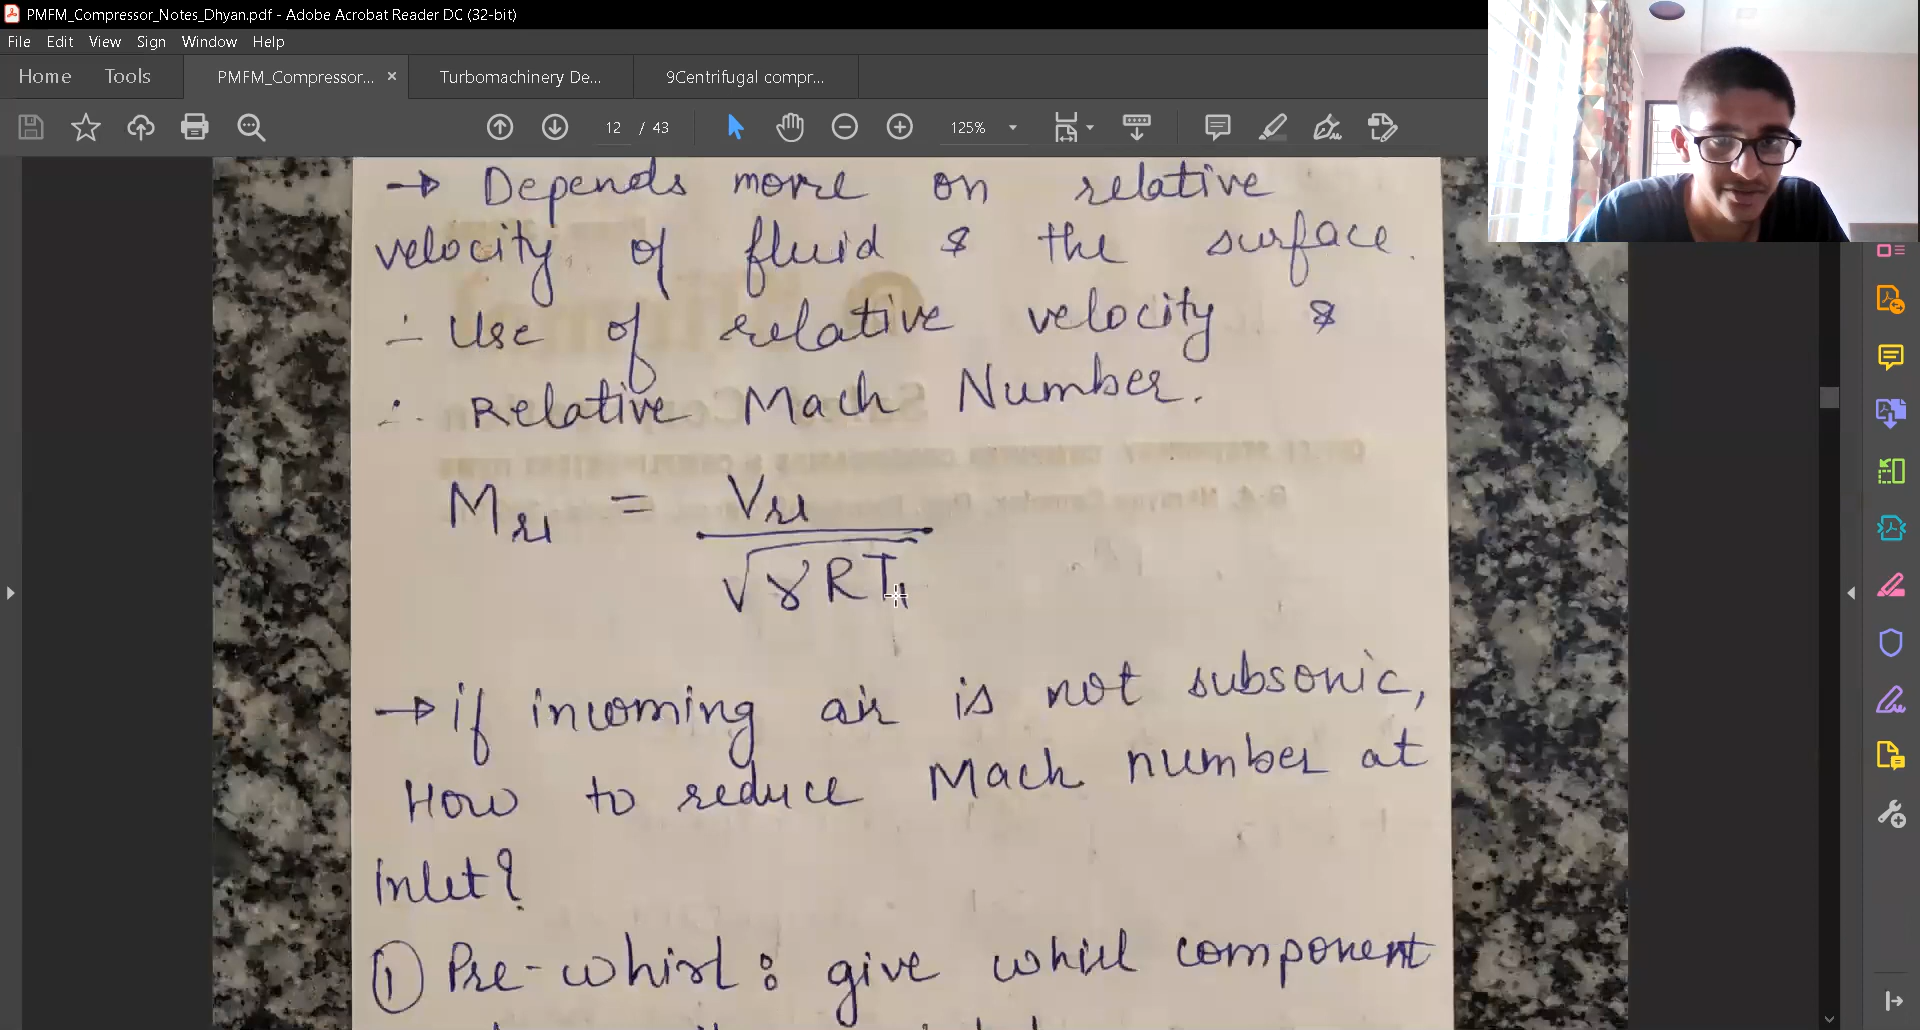 PMFM_Compressor_Notes_Dhyan.pdf - Adobe Acrobat Reader DC (32-bit)
File Edit View Sign Window Help
Home Tools PMFM_Compressor... × Turbomachinery De... 9Centrifugal compr...
12 / 43 125%
→ Depends more on relative
velocity of fluid & the surface.
∴ Use of relative velocity &
∴ Relative Mach Number.
Mr1 = Vr1
√γRT1
→ if incoming air is not subsonic,
How to reduce Mach number at
inlet?
① Pre-whirl : give whirl component